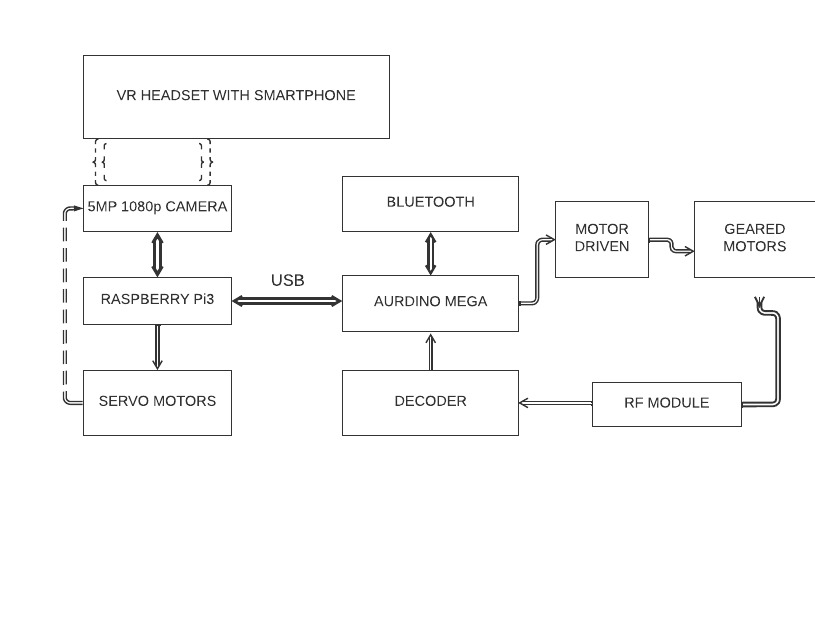 VR HEADSET WITH SMARTPHONE
5MP 1080p CAMERA
BLUETOOTH
MOTOR
DRIVEN
GEARED
MOTORS
RASPBERRY Pi3
USB
AURDINO MEGA
SERVO MOTORS
DECODER
RF MODULE